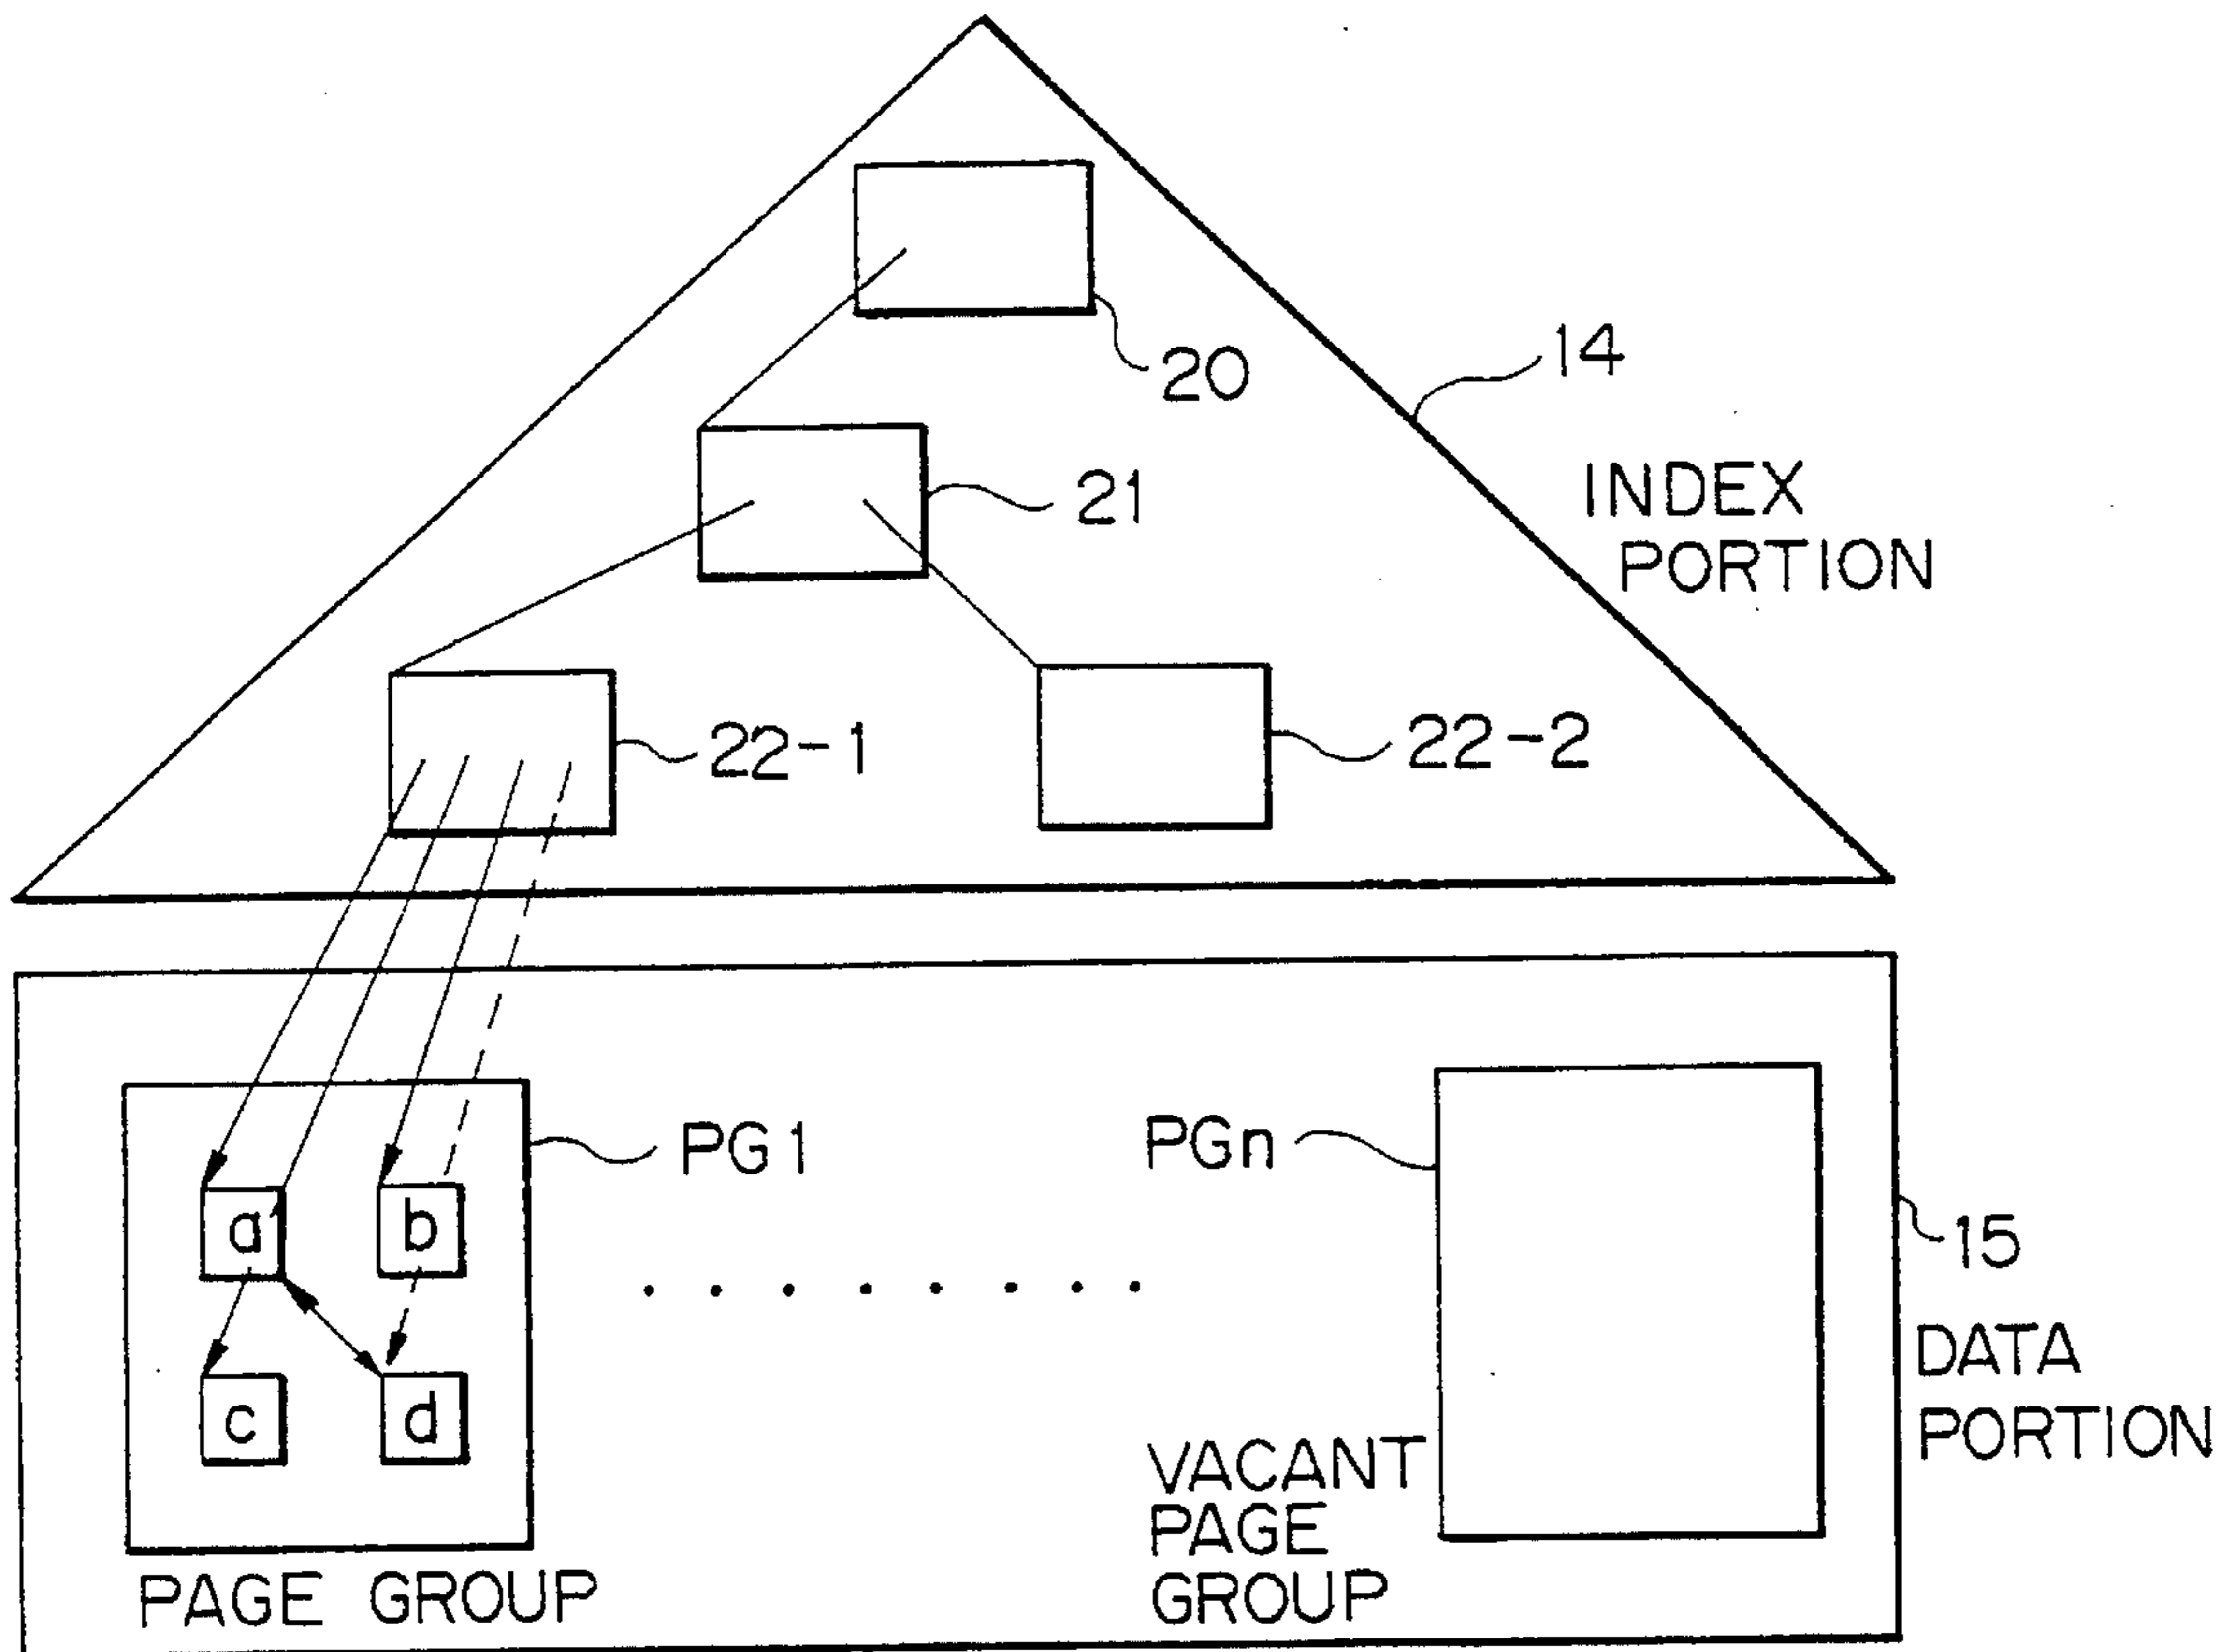 20
14
INDEX
PORTION
21
22-1
22-2
PG1
PGn
a
b
15
c
d
DATA
PORTION
VACANT
PAGE
GROUP
PAGE GROUP